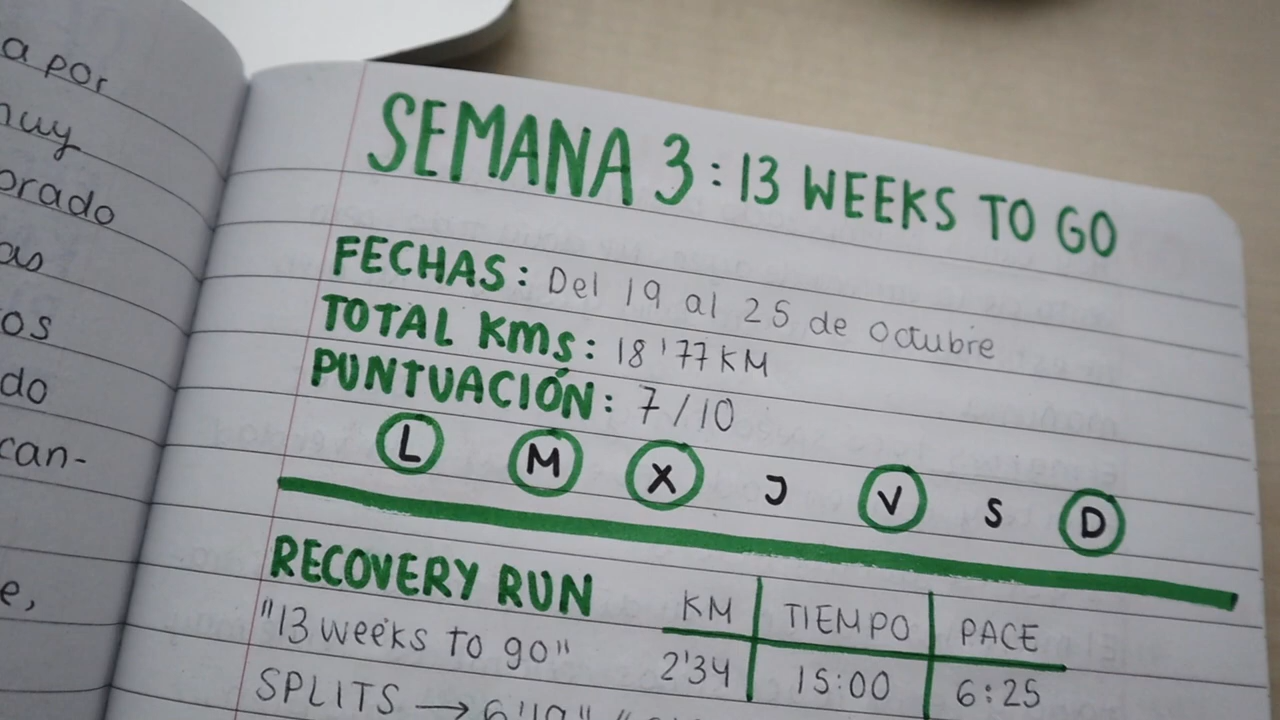 a por
muy
orado
as
os
do
can-
e,
SEMANA 3: 13 WEEKS TO GO
FECHAS: Del 19 al 25 de octubre
TOTAL Kms: 18'77 KM
PUNTUACIÓN: 7/10
L M X J V S D
RECOVERY RUN
"13 weeks to go"
KM TIEMPO PACE
2'34 15:00 6:25
SPLITS →